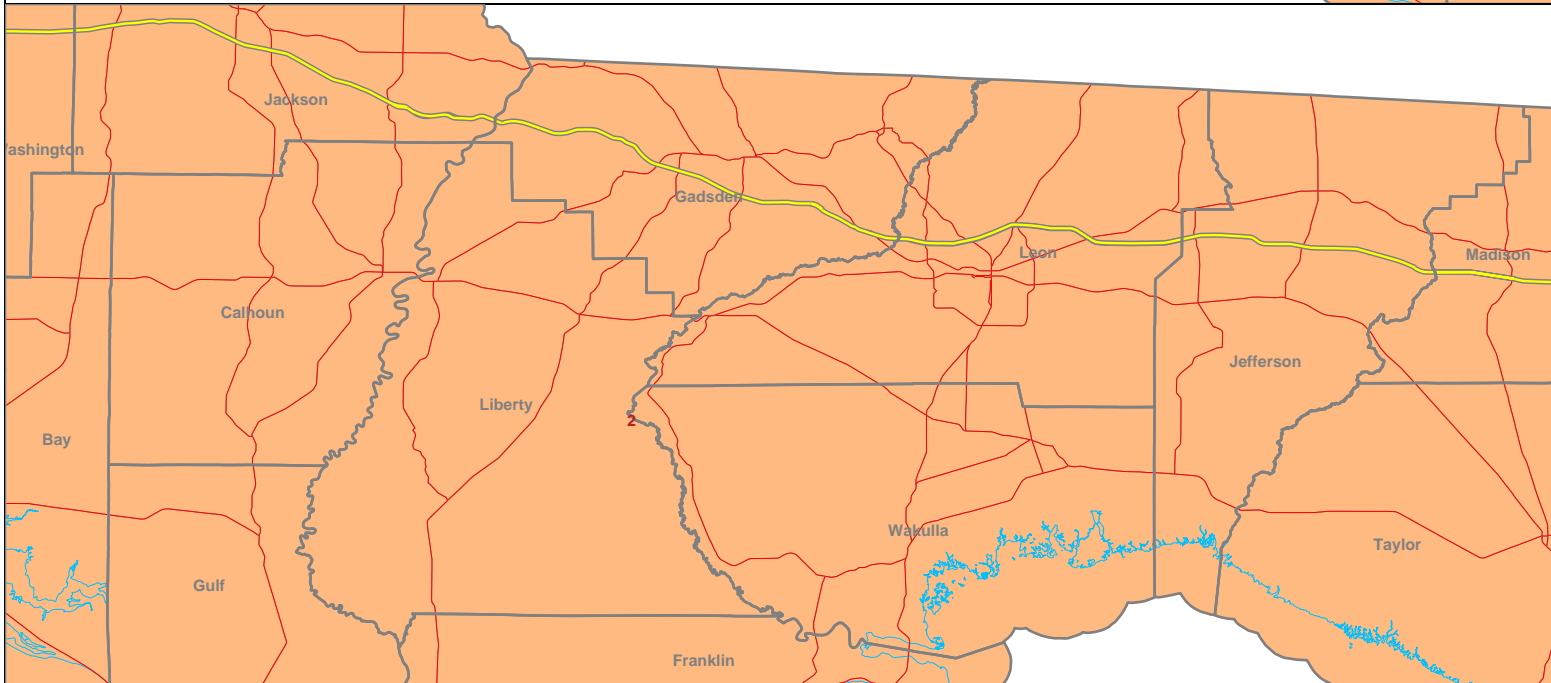 Jackson
ashington
Gadsden
Leon
Madison
Calhoun
Jefferson
Liberty
2
Bay
Wakulla
Taylor
Gulf
Franklin